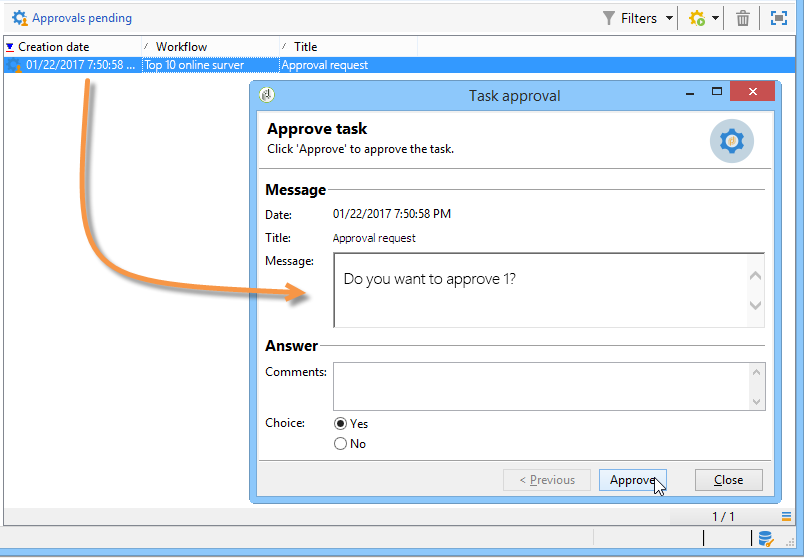 Approvals pending
Filters
Creation date / Workflow / Title
01/22/2017 7:50:58 ... Top 10 online surver Approval request
Task approval
Approve task
Click 'Approve' to approve the task.
Message
Date: 01/22/2017 7:50:58 PM
Title: Approval request
Message: Do you want to approve 1?
Answer
Comments:
Choice: Yes
No
< Previous Approve Close
1 / 1